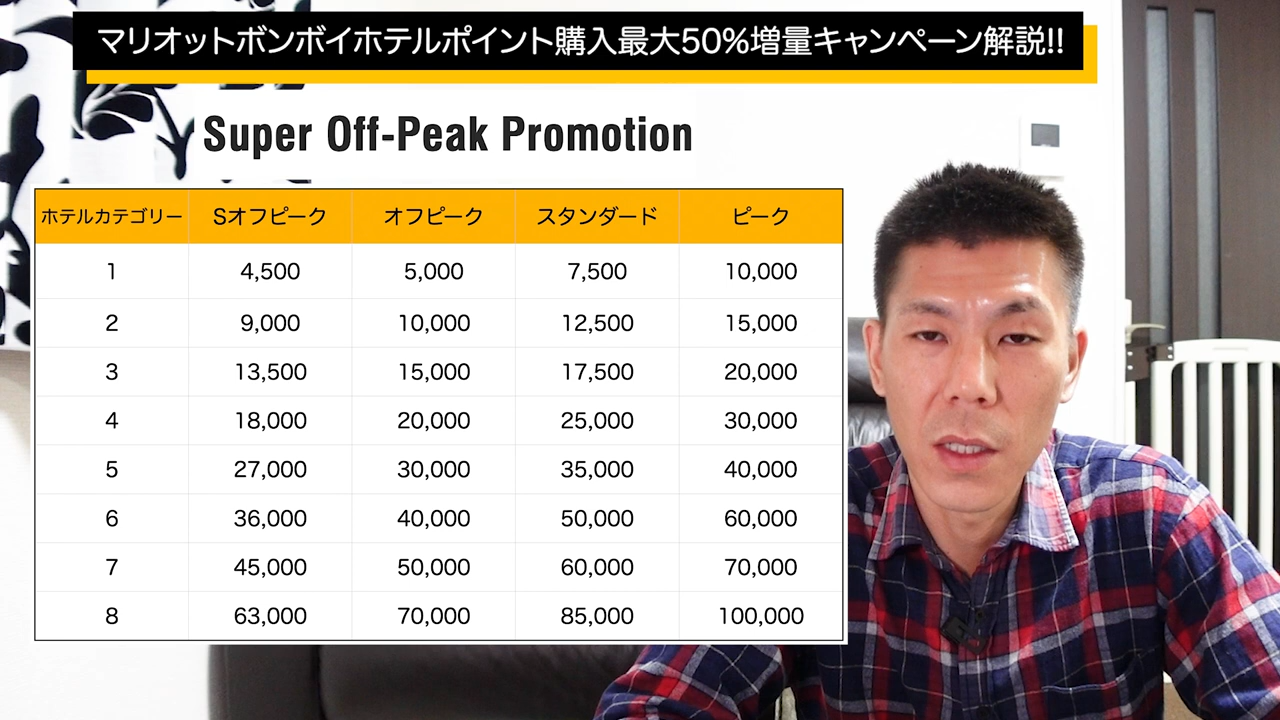 マリオットボンボイホテルポイント購入最大50%増量キャンペーン解説!!
Super Off-Peak Promotion
ホテルカテゴリー Sオフピーク オフピーク スタンダード ピーク
1 4,500 5,000 7,500 10,000
2 9,000 10,000 12,500 15,000
3 13,500 15,000 17,500 20,000
4 18,000 20,000 25,000 30,000
5 27,000 30,000 35,000 40,000
6 36,000 40,000 50,000 60,000
7 45,000 50,000 60,000 70,000
8 63,000 70,000 85,000 100,000